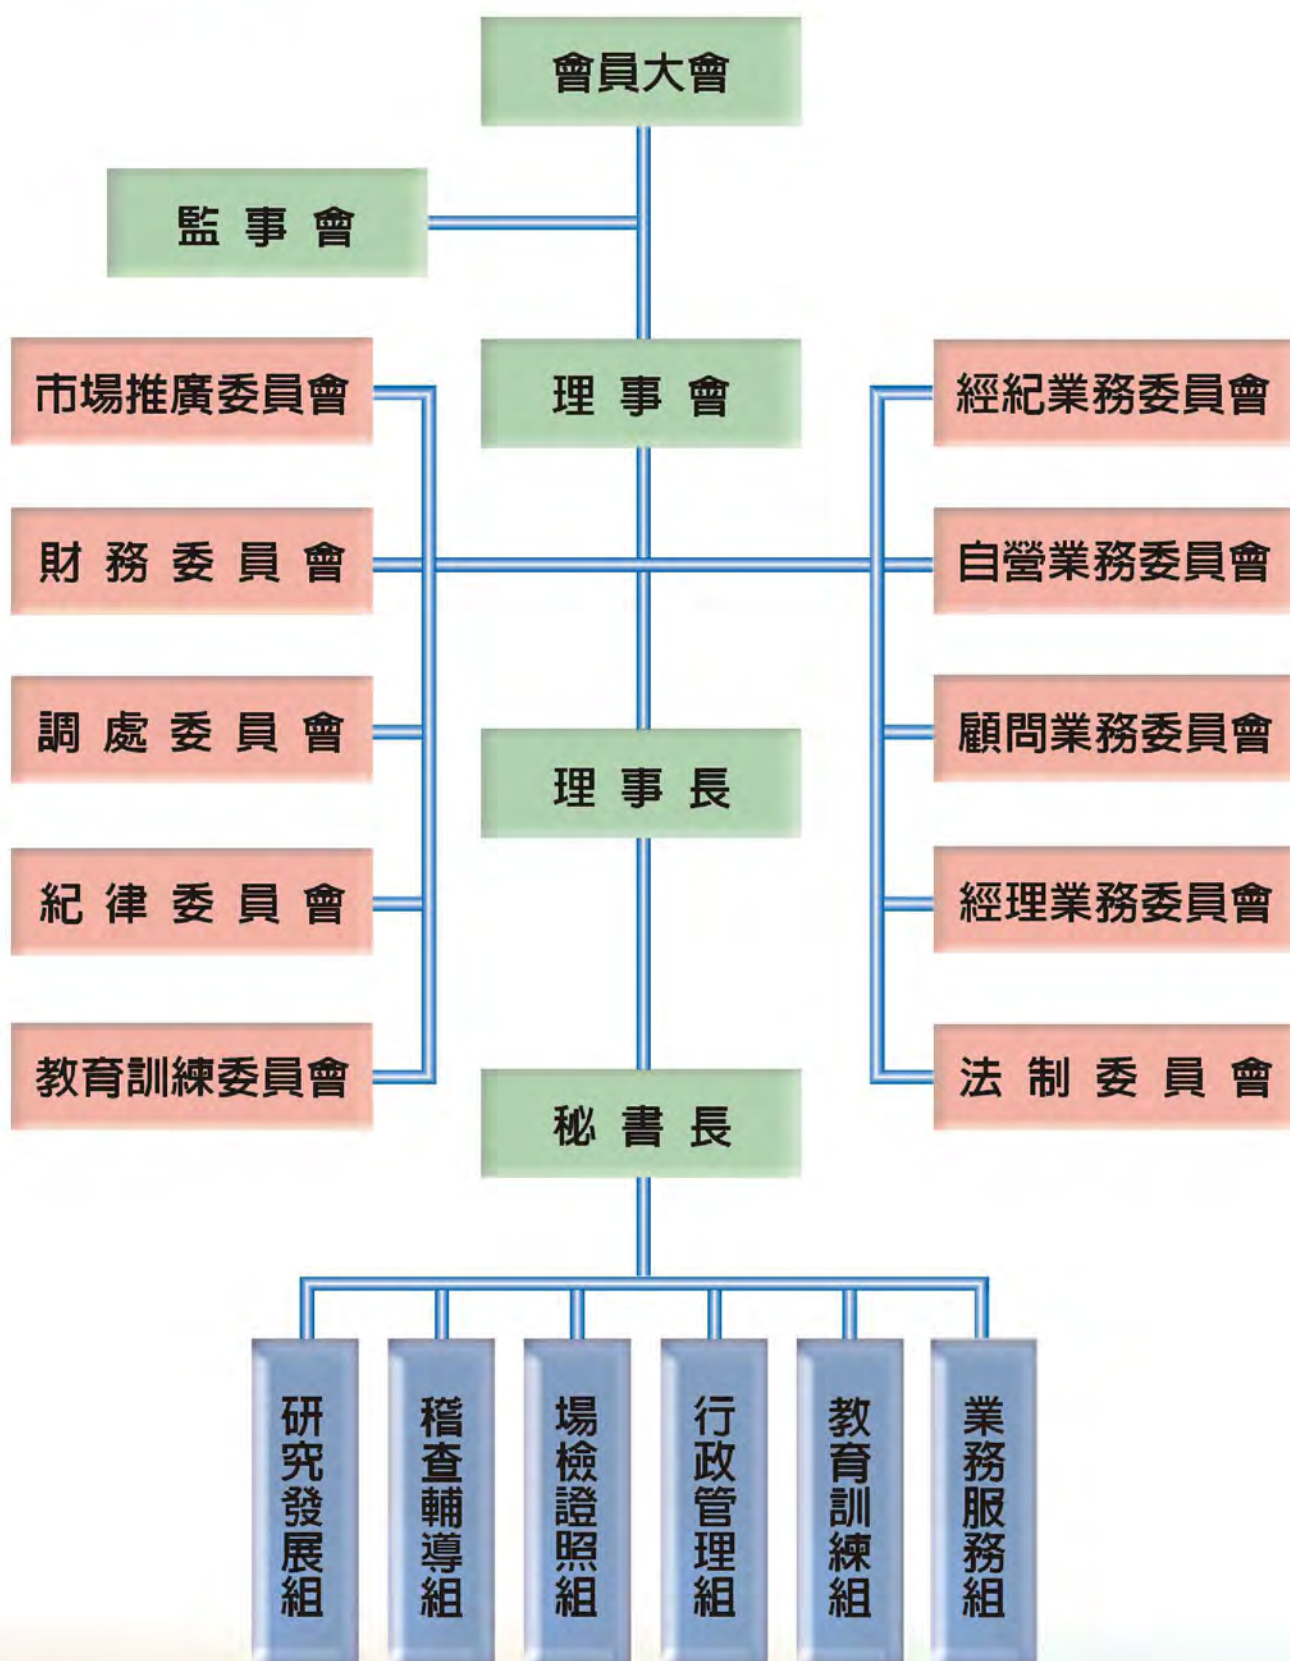 會員大會
監事會
市場推廣委員會
理事會
經紀業務委員會
財務委員會
自營業務委員會
調處委員會
顧問業務委員會
理事長
紀律委員會
經理業務委員會
教育訓練委員會
法制委員會
秘書長
研究發展組
稽查輔導組
場檢證照組
行政管理組
教育訓練組
業務服務組